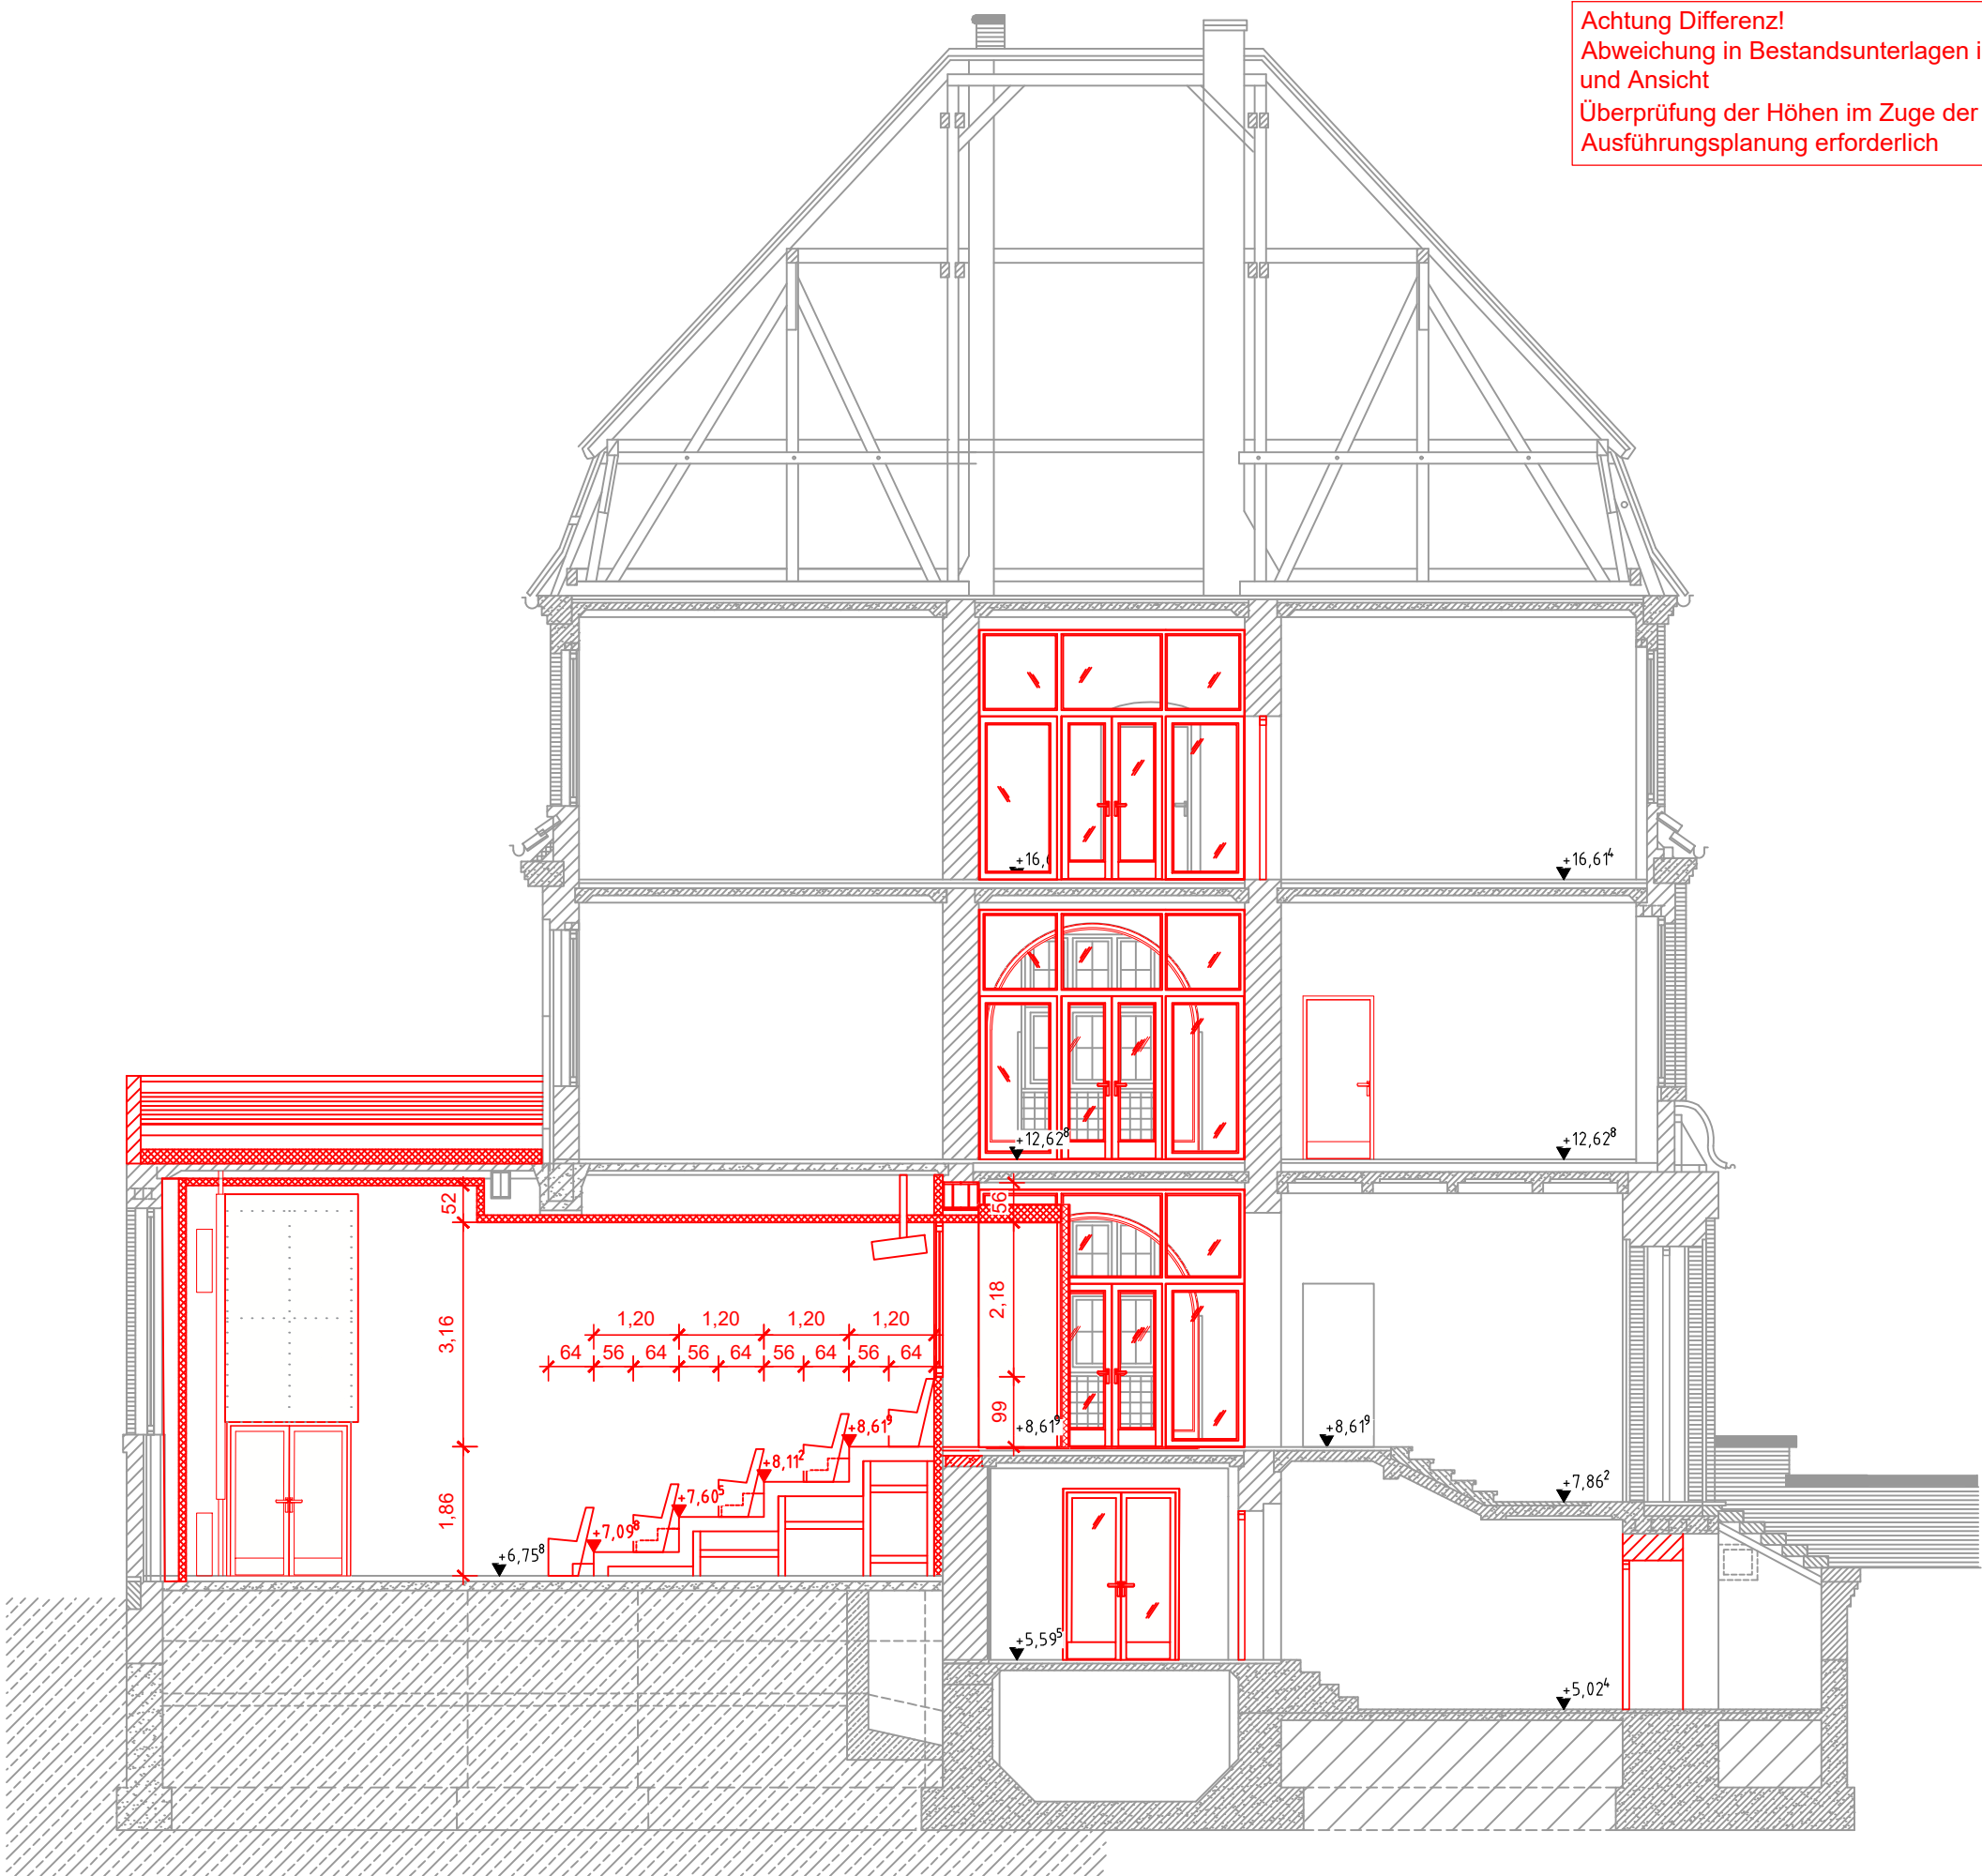 Achtung Differenz!
Abweichung in Bestandsunterlagen i
und Ansicht
Überprüfung der Höhen im Zuge der
Ausführungsplanung erforderlich
+16,
+16,61⁴
+12,62⁸
+12,62⁸
52
56
3,16
2,18
1,20 1,20 1,20 1,20
64 56 64 56 64 56 64 56 64
99
+8,61⁹
+8,61⁹
+8,61⁹
+8,11²
+7,86²
1,86
+7,60⁵
+7,09⁸
+6,75⁸
+5,59⁵
+5,02⁴